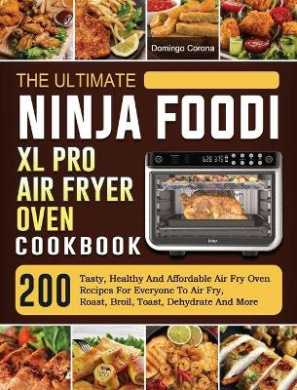 Domingo Corona
THE ULTIMATE
NINJA FOODI
XL PRO
AIR FRYER
OVEN
COOKBOOK
200
Tasty, Healthy And Affordable Air Fry Oven
Recipes For Everyone To Air Fry,
Roast, Broil, Toast, Dehydrate And More